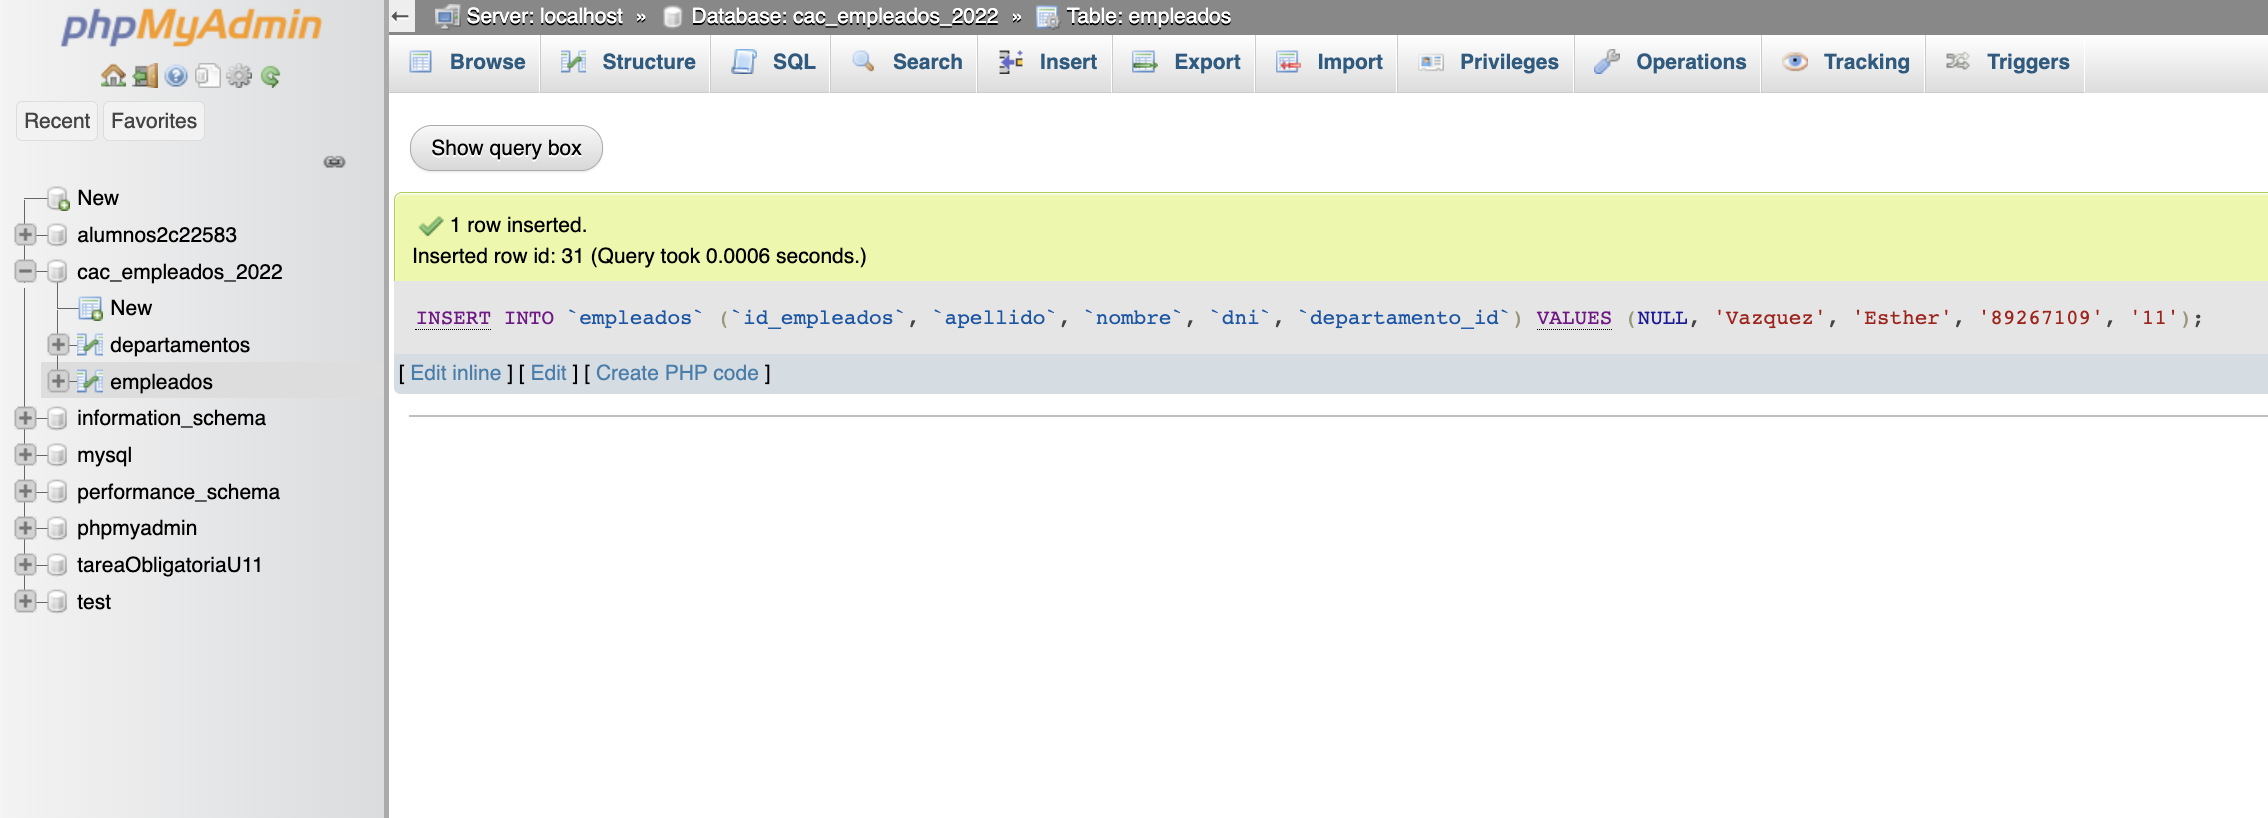 phpMyAdmin
Recent Favorites
New
alumnos2c22583
cac_empleados_2022
New
departamentos
empleados
information_schema
mysql
performance_schema
phpmyadmin
tareaObligatoriaU11
test
Server: localhost » Database: cac_empleados_2022 » Table: empleados
Browse Structure SQL Search Insert Export Import Privileges Operations Tracking Triggers
Show query box
1 row inserted.
Inserted row id: 31 (Query took 0.0006 seconds.)
INSERT INTO `empleados` (`id_empleados`, `apellido`, `nombre`, `dni`, `departamento_id`) VALUES (NULL, 'Vazquez', 'Esther', '89267109', '11');
[ Edit inline ] [ Edit ] [ Create PHP code ]